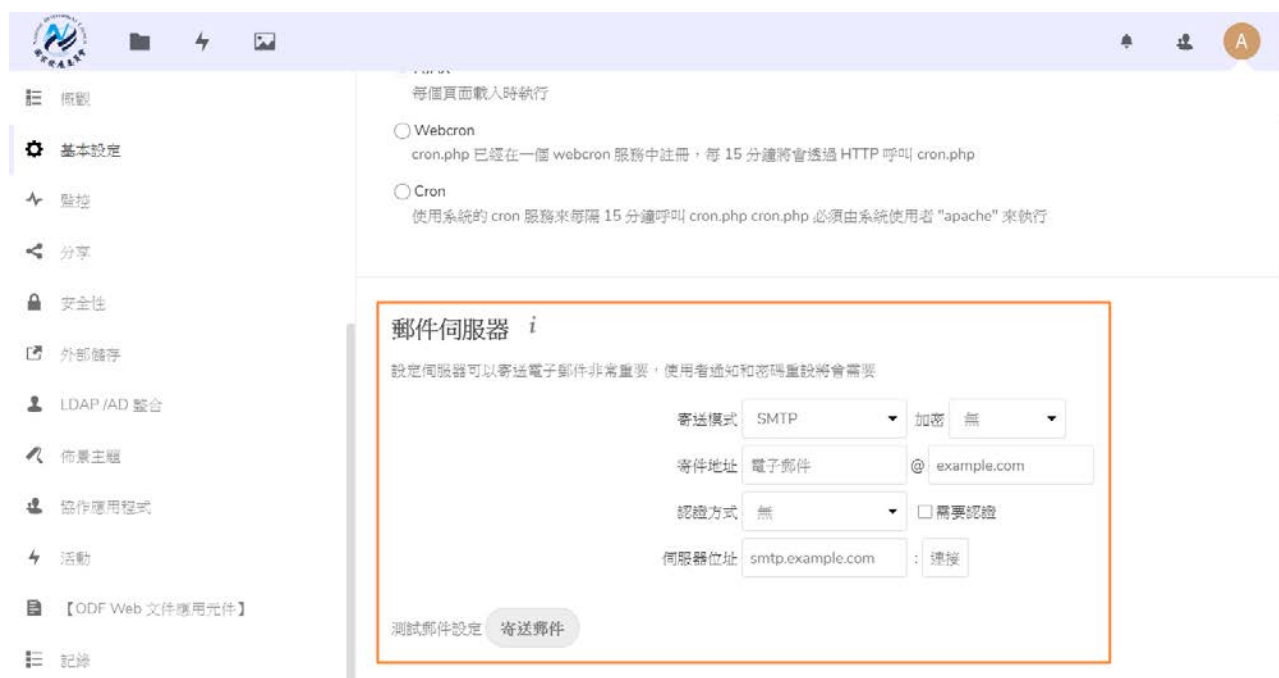 A
概觀
基本設定
監控
分享
安全性
外部儲存
LDAP /AD 整合
佈景主題
協作應用程式
活動
【ODF Web 文件應用元件】
記錄
每個頁面載入時執行
Webcron
cron.php 已經在一個 webcron 服務中註冊，每 15 分鐘將會透過 HTTP 呼叫 cron.php
Cron
使用系統的 cron 服務來每隔 15 分鐘呼叫 cron.php cron.php 必須由系統使用者 "apache" 來執行
郵件伺服器 i
設定伺服器可以寄送電子郵件非常重要，使用者通知和密碼重設將會需要
寄送模式 SMTP 加密 無
寄件地址 電子郵件 @ example.com
認證方式 無 需要認證
伺服器位址 smtp.example.com : 連接
測試郵件設定 寄送郵件